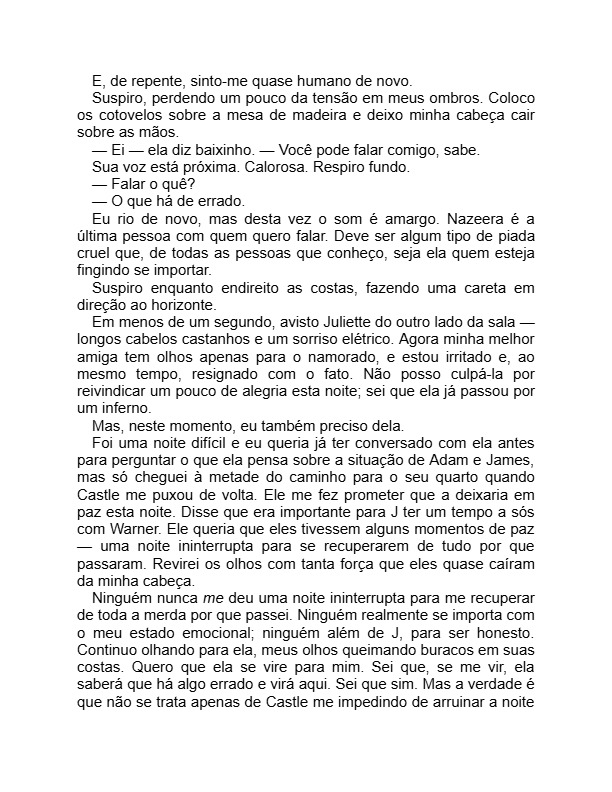 E, de repente, sinto-me quase humano de novo.
Suspiro, perdendo um pouco da tensão em meus ombros. Coloco
os cotovelos sobre a mesa de madeira e deixo minha cabeça cair
sobre as mãos.
— Ei — ela diz baixinho. — Você pode falar comigo, sabe.
Sua voz está próxima. Calorosa. Respiro fundo.
— Falar o quê?
— O que há de errado.
Eu rio de novo, mas desta vez o som é amargo. Nazeera é a
última pessoa com quem quero falar. Deve ser algum tipo de piada
cruel que, de todas as pessoas que conheço, seja ela quem esteja
fingindo se importar.
Suspiro enquanto endireito as costas, fazendo uma careta em
direção ao horizonte.
Em menos de um segundo, avisto Juliette do outro lado da sala —
longos cabelos castanhos e um sorriso elétrico. Agora minha melhor
amiga tem olhos apenas para o namorado, e estou irritado e, ao
mesmo tempo, resignado com o fato. Não posso culpá-la por
reivindicar um pouco de alegria esta noite; sei que ela já passou por
um inferno.
Mas, neste momento, eu também preciso dela.
Foi uma noite difícil e eu queria já ter conversado com ela antes
para perguntar o que ela pensa sobre a situação de Adam e James,
mas só cheguei à metade do caminho para o seu quarto quando
Castle me puxou de volta. Ele me fez prometer que a deixaria em
paz esta noite. Disse que era importante para J ter um tempo a sós
com Warner. Ele queria que eles tivessem alguns momentos de paz
— uma noite ininterrupta para se recuperarem de tudo por que
passaram. Revirei os olhos com tanta força que eles quase caíram
da minha cabeça.
Ninguém nunca me deu uma noite ininterrupta para me recuperar
de toda a merda por que passei. Ninguém realmente se importa com
o meu estado emocional; ninguém além de J, para ser honesto.
Continuo olhando para ela, meus olhos queimando buracos em suas
costas. Quero que ela se vire para mim. Sei que, se me vir, ela
saberá que há algo errado e virá aqui. Sei que sim. Mas a verdade é
que não se trata apenas de Castle me impedindo de arruinar a noite